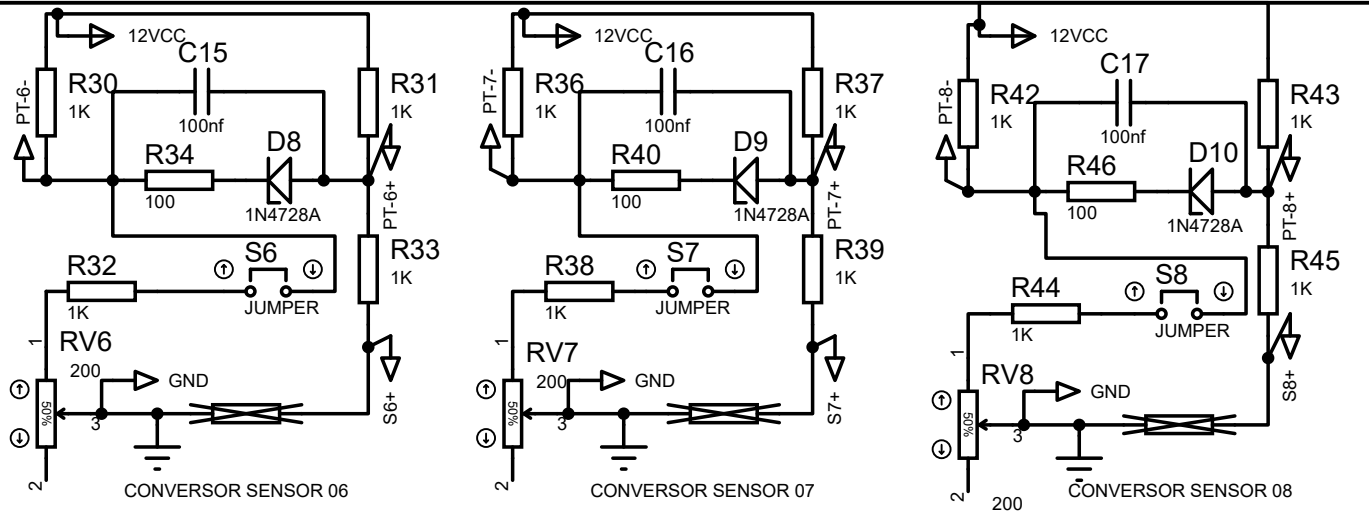 12VCC
C15
R30
1K
PT-6-
100nf
R31
1K
R34
100
D8
1N4728A
PT-6+
R33
1K
R32
1K
S6
JUMPER
1
RV6
200
50%
3
2
GND
S6+
CONVERSOR SENSOR 06
12VCC
C16
R36
1K
PT-7-
100nf
R37
1K
R40
100
D9
1N4728A
PT-7+
R39
1K
R38
1K
S7
JUMPER
1
RV7
200
50%
3
2
GND
S7+
CONVERSOR SENSOR 07
12VCC
C17
R42
1K
PT-8-
100nf
R43
1K
R46
100
D10
1N4728A
PT-8+
R45
1K
R44
1K
S8
JUMPER
1
RV8
50%
3
2
200
GND
S8+
CONVERSOR SENSOR 08